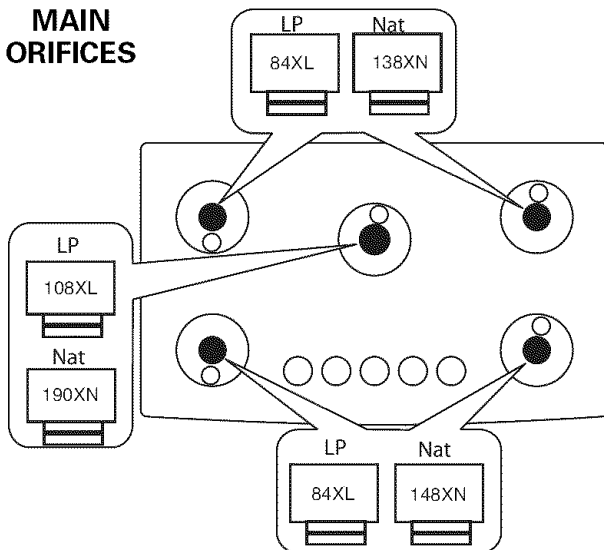 MAIN
ORIFICES
LP Nat
84XL 138XN
LP
108XL
Nat
190XN
LP Nat
84XL 148XN